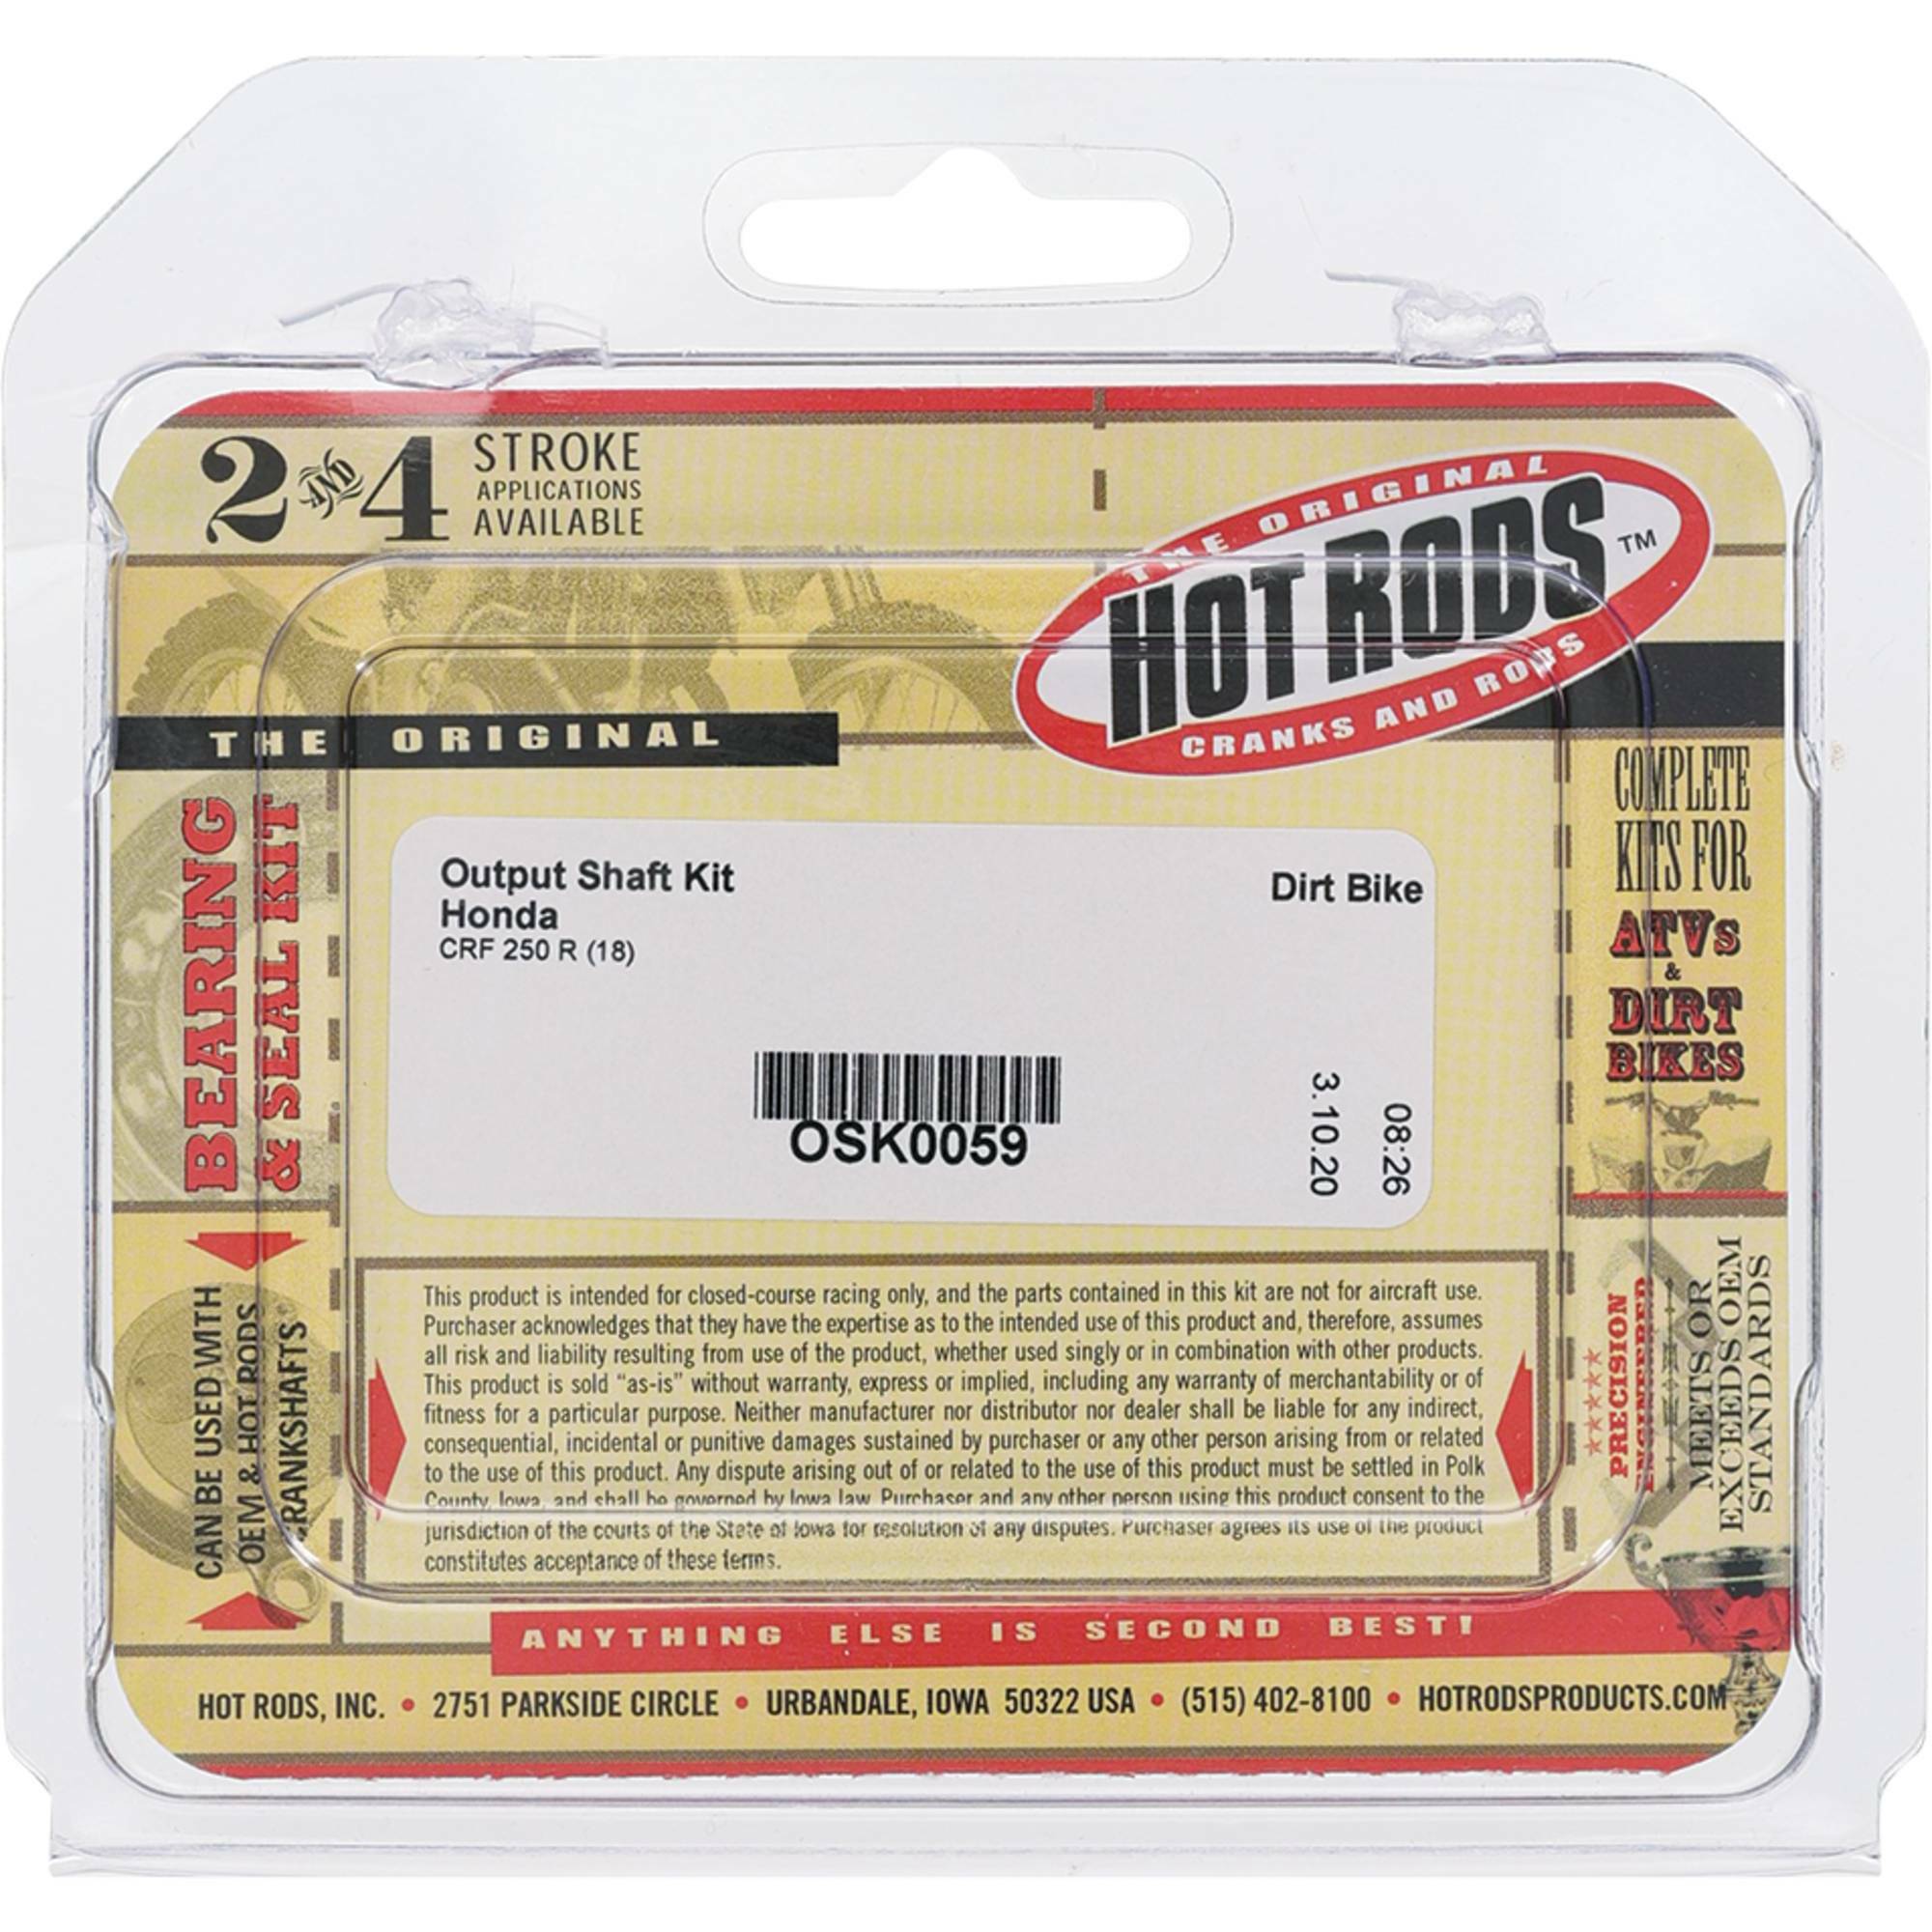 2 AND 4
STROKE
APPLICATIONS
AVAILABLE
THE ORIGINAL
HOT RODS™
CRANKS AND RODS
THE ORIGINAL
BEARING
& SEAL KIT
COMPLETE
KITS FOR
ATVs
&
DIRT
BIKES
Output Shaft Kit
Honda
CRF 250 R (18)
Dirt Bike
OSK0059
3.10.20
08:26
CAN BE USED WITH
OEM & HOT RODS
CRANKSHAFTS
This product is intended for closed-course racing only, and the parts contained in this kit are not for aircraft use.
Purchaser acknowledges that they have the expertise as to the intended use of this product and, therefore, assumes
all risk and liability resulting from use of the product, whether used singly or in combination with other products.
This product is sold “as-is” without warranty, express or implied, including any warranty of merchantability or of
fitness for a particular purpose. Neither manufacturer nor distributor nor dealer shall be liable for any indirect,
consequential, incidental or punitive damages sustained by purchaser or any other person arising from or related
to the use of this product. Any dispute arising out of or related to the use of this product must be settled in Polk
County, Iowa, and shall be governed by Iowa law. Purchaser and any other person using this product consent to the
jurisdiction of the courts of the State of Iowa for resolution of any disputes. Purchaser agrees its use of the product
constitutes acceptance of these terms.
PRECISION
ENGINEERED
MEETS OR
EXCEEDS OEM
STANDARDS
ANYTHING ELSE IS SECOND BEST!
HOT RODS, INC. • 2751 PARKSIDE CIRCLE • URBANDALE, IOWA 50322 USA • (515) 402-8100 • HOTRODSPRODUCTS.COM